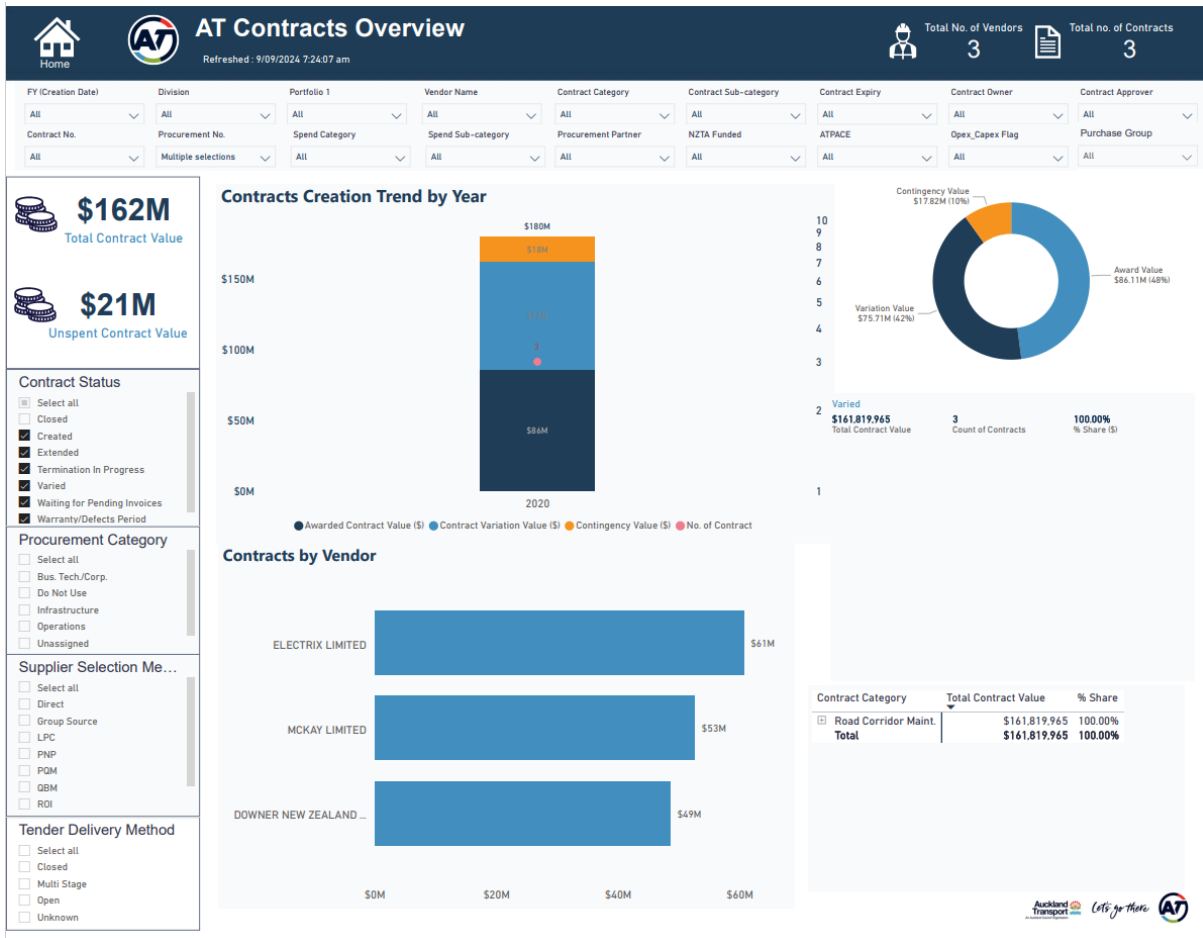 AT Contracts Overview
Refreshed : 9/09/2024 7:24:07 am
Home
AT
Total No. of Vendors
3
Total no. of Contracts
3
FY (Creation Date) Division Portfolio 1 Vendor Name Contract Category Contract Sub-category Contract Expiry Contract Owner Contract Approver
All All All All All All All All All
Contract No. Procurement No. Spend Category Spend Sub-category Procurement Partner NZTA Funded ATPACE Opex_Capex Flag Purchase Group
All Multiple selections All All All All All All All
$162M
Total Contract Value
$21M
Unspent Contract Value
Contract Status
Select all
Closed
Created
Extended
Termination In Progress
Varied
Waiting for Pending Invoices
Warranty/Defects Period
Procurement Category
Select all
Bus. Tech./Corp.
Do Not Use
Infrastructure
Operations
Unassigned
Supplier Selection Me...
Select all
Direct
Group Source
LPC
PNP
PQM
QBM
ROI
Tender Delivery Method
Select all
Closed
Multi Stage
Open
Unknown
Contracts Creation Trend by Year
$180M
$18M
3
$86M
$150M
$100M
$50M
$0M
10
9
8
7
6
5
4
3
2
1
2020
Awarded Contract Value ($) Contract Variation Value ($) Contingency Value ($) No. of Contract
Contingency Value
$17.82M (10%)
Award Value
$86.11M (48%)
Variation Value
$75.71M (42%)
Varied
$161,819,965 3 100.00%
Total Contract Value Count of Contracts % Share ($)
Contracts by Vendor
ELECTRIX LIMITED $61M
MCKAY LIMITED $53M
DOWNER NEW ZEALAND ... $49M
$0M $20M $40M $60M
Contract Category Total Contract Value % Share
Road Corridor Maint. $161,819,965 100.00%
Total $161,819,965 100.00%
Auckland
Transport
Let's go there
AT